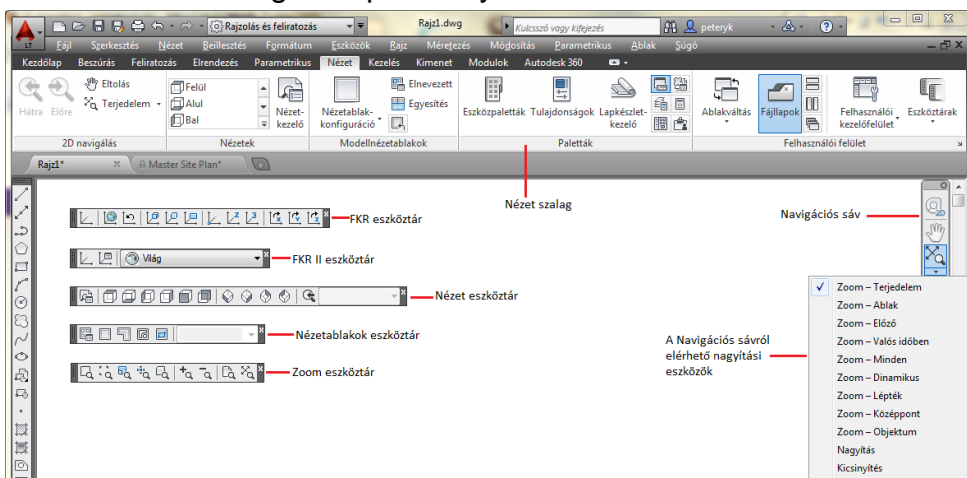 Rajzolás és feliratozás
Rajz1.dwg
Kulcsszó vagy kifejezés
peteryk
LT
Fájl Szerkesztés Nézet Beillesztés Formátum Eszközök Rajz Méretezés Módosítás Parametrikus Ablak Súgó
Kezdőlap Beszúrás Feliratozás Elrendezés Parametrikus Nézet Kezelés Kimenet Modulok Autodesk 360
Hátra Előre
Eltolás
Terjedelem
Felül
Alul
Bal
Nézet-
kezelő
Nézetablak-
konfiguráció
Elnevezett
Egyesítés
Eszközpaletták Tulajdonságok Lapkészlet-
kezelő
Ablakváltás Fájllapok
Felhasználói
kezelőfelület
Eszköztárak
2D navigálás Nézetek Modellnézetablakok Paletták Felhasználói felület
Rajz1* Master Site Plan*
Nézet szalag
Navigációs sáv
2D
FKR eszköztár
Világ
FKR II eszköztár
Nézet eszköztár
Nézetablakok eszköztár
Zoom eszköztár
A Navigációs sávról
elérhető nagyítási
eszközök
Zoom – Terjedelem
Zoom – Ablak
Zoom – Előző
Zoom – Valós időben
Zoom – Minden
Zoom – Dinamikus
Zoom – Lépték
Zoom – Középpont
Zoom – Objektum
Nagyítás
Kicsinyítés